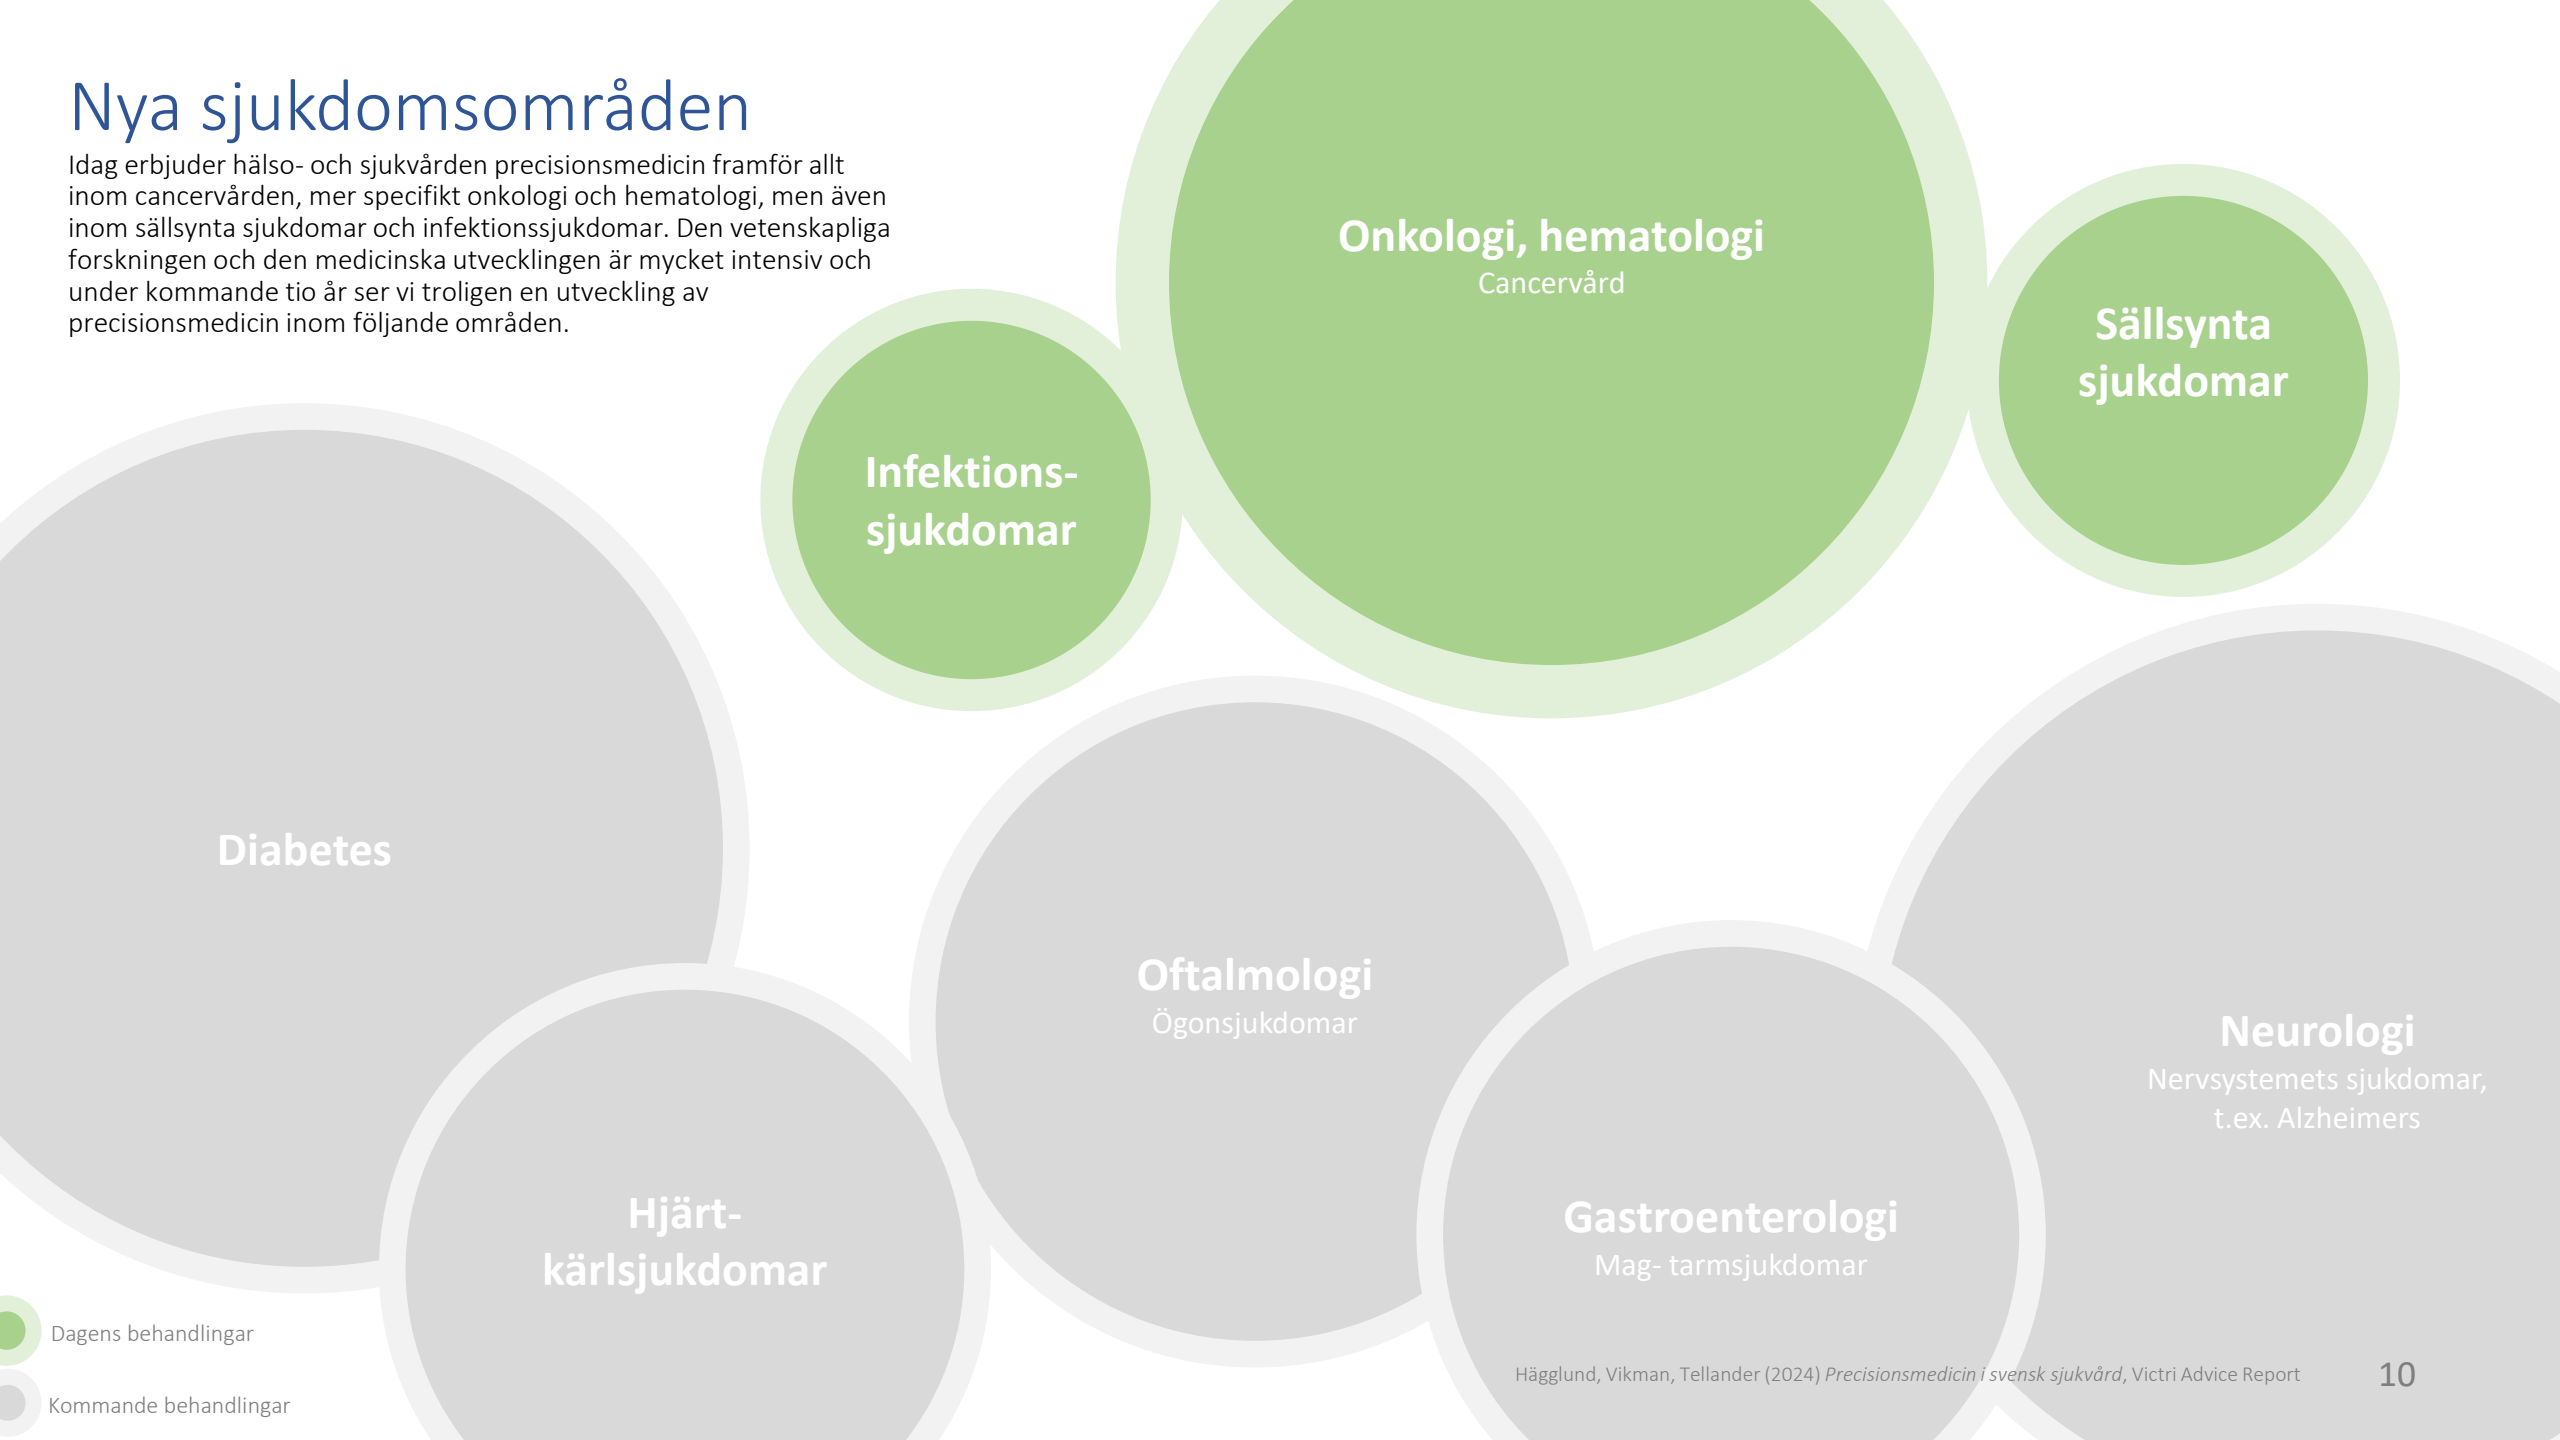 Nya sjukdomsområden
Idag erbjuder hälso- och sjukvården precisionsmedicin framför allt
inom cancervården, mer specifikt onkologi och hematologi, men även
inom sällsynta sjukdomar och infektionssjukdomar. Den vetenskapliga
forskningen och den medicinska utvecklingen är mycket intensiv och
under kommande tio år ser vi troligen en utveckling av
precisionsmedicin inom följande områden.
Onkologi, hematologi
Cancervård
Sällsynta
sjukdomar
Infektions-
sjukdomar
Diabetes
Oftalmologi
Ögonsjukdomar
Neurologi
Nervsystemets sjukdomar,
t.ex. Alzheimers
Hjärt-
kärlsjukdomar
Gastroenterologi
Mag- tarmsjukdomar
Dagens behandlingar
Kommande behandlingar
Hägglund, Vikman, Tellander (2024) Precisionsmedicin i svensk sjukvård, Victri Advice Report
10